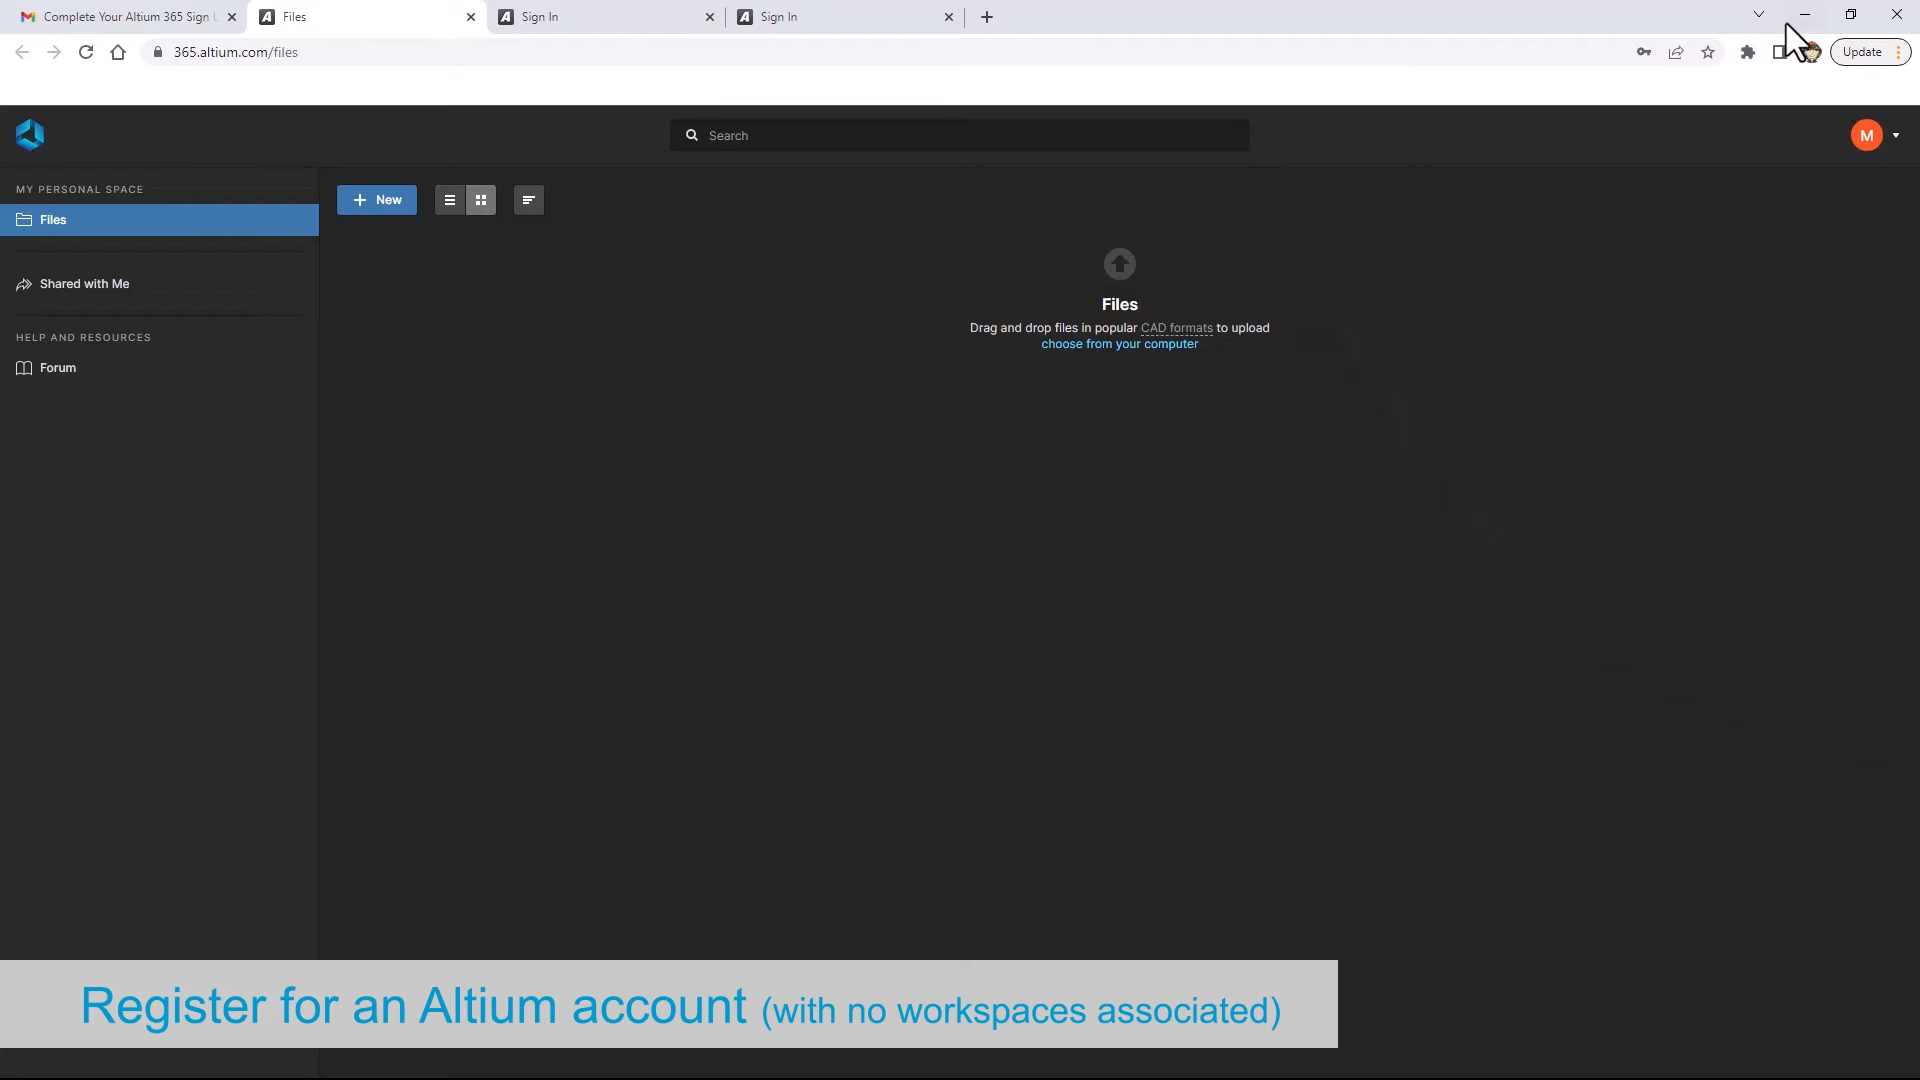 Complete Your Altium 365 Sign
Files
Sign In
Sign In
365.altium.com/files
Update
Search
M
MY PERSONAL SPACE
Files
New
Shared with Me
HELP AND RESOURCES
Forum
Files
Drag and drop files in popular CAD formats to upload
choose from your computer
Register for an Altium account (with no workspaces associated)